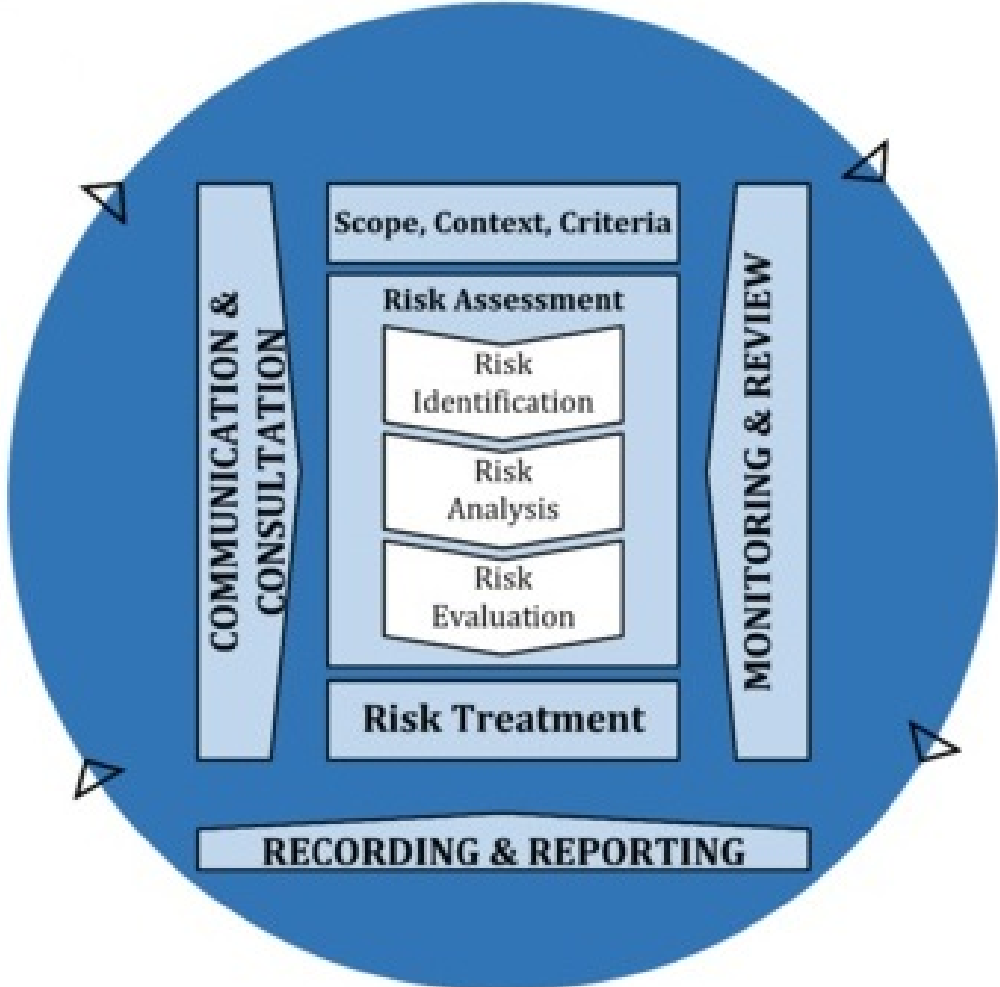 Scope, Context, Criteria
Risk Assessment
Risk
Identification
Risk
Analysis
Risk
Evaluation
Risk Treatment
COMMUNICATION &
CONSULTATION
MONITORING & REVIEW
RECORDING & REPORTING